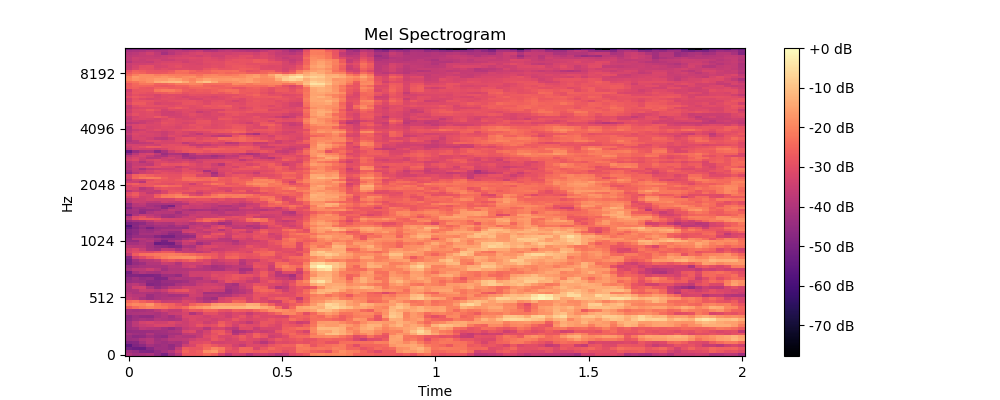 Mel Spectrogram
Hz
8192
4096
2048
1024
512
0
0 0.5 1 1.5 2
Time
+0 dB
-10 dB
-20 dB
-30 dB
-40 dB
-50 dB
-60 dB
-70 dB